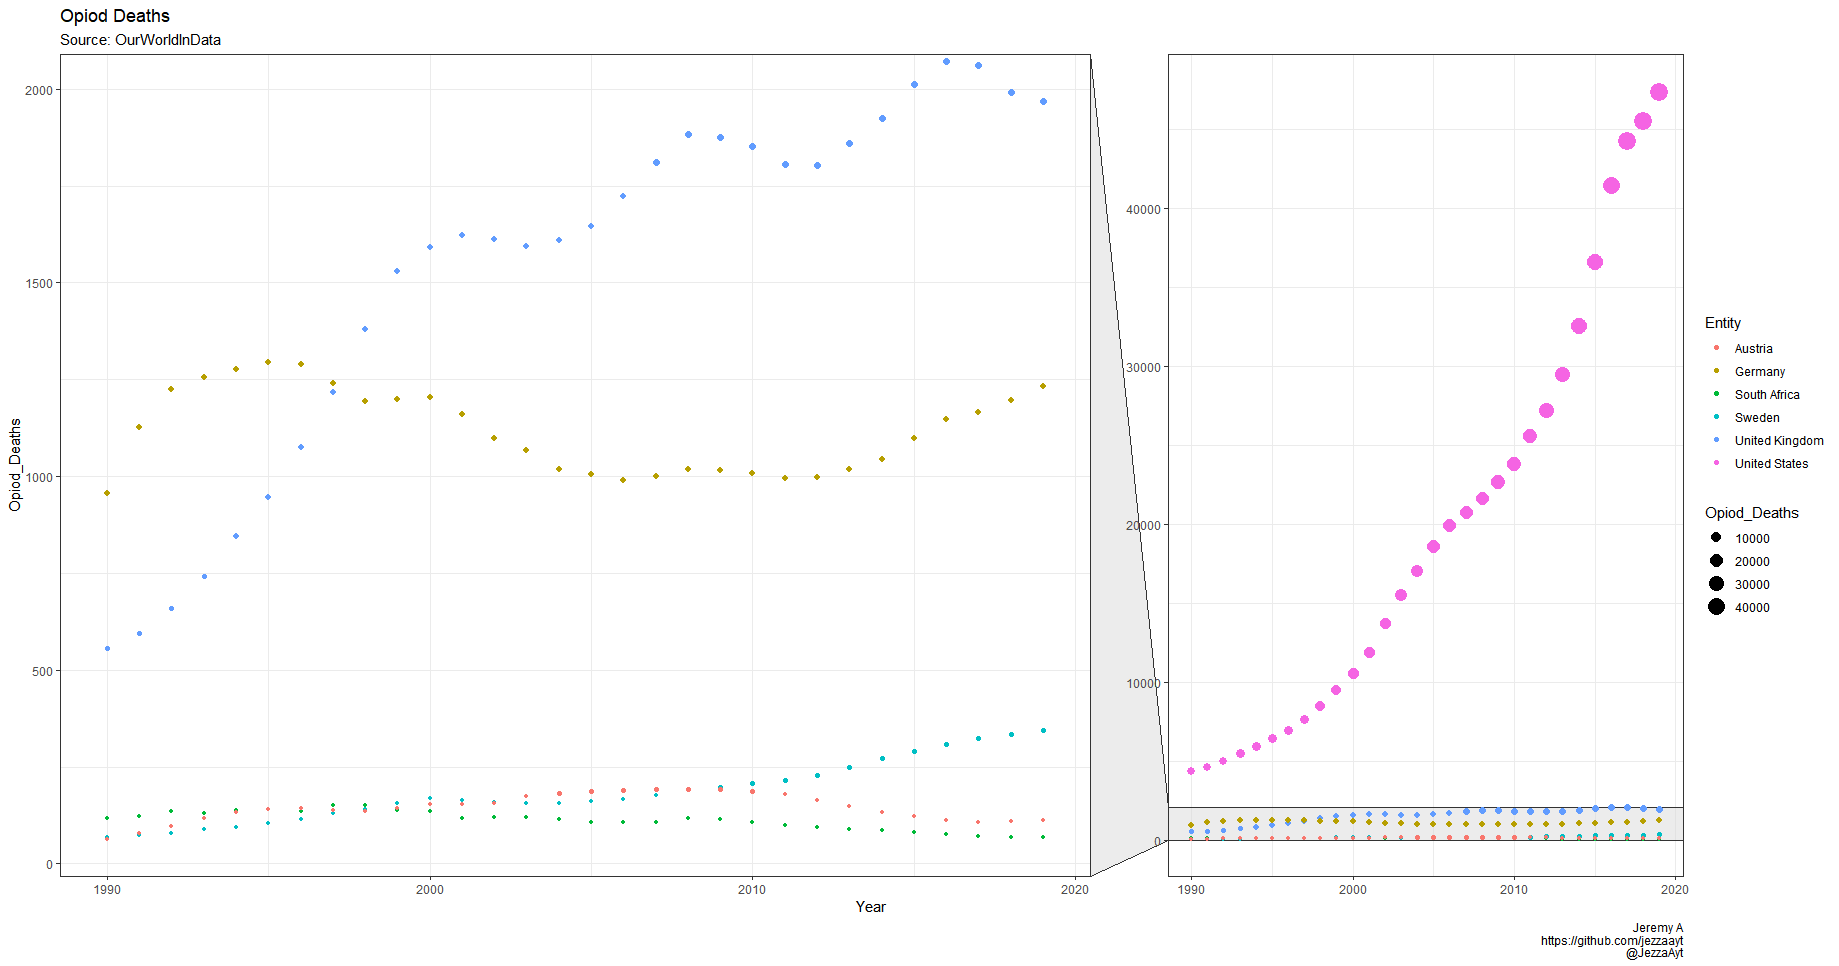 Opiod Deaths
Source: OurWorldInData
Opiod_Deaths
2000
1500
1000
500
0
1990
2000
2010
2020
Year
40000
30000
20000
10000
0
1990
2000
2010
2020
Entity
Austria
Germany
South Africa
Sweden
United Kingdom
United States
Opiod_Deaths
10000
20000
30000
40000
Jeremy A
https://github.com/jezzaayt
@JezzaAyt